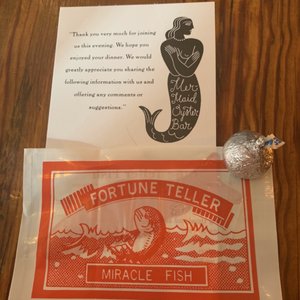 "Thank you very much for joining
us this evening. We hope you
enjoyed your dinner. We would
greatly appreciate you sharing the
following information with us and
offering any comments or
suggestions."
Mer
Maid
Oyster
Bar
FORTUNE TELLER
MIRACLE FISH